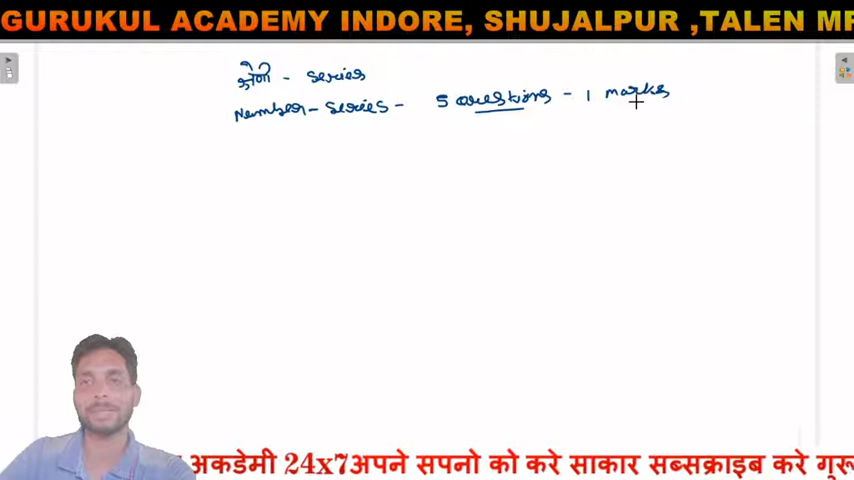 GURUKUL ACADEMY INDORE, SHUJALPUR ,TALEN MP
श्रेणी - series
Number - series - 5 questions - 1 marks
अकडेमी 24x7अपने सपनो को करे साकार सब्सक्राइब करे गुरू